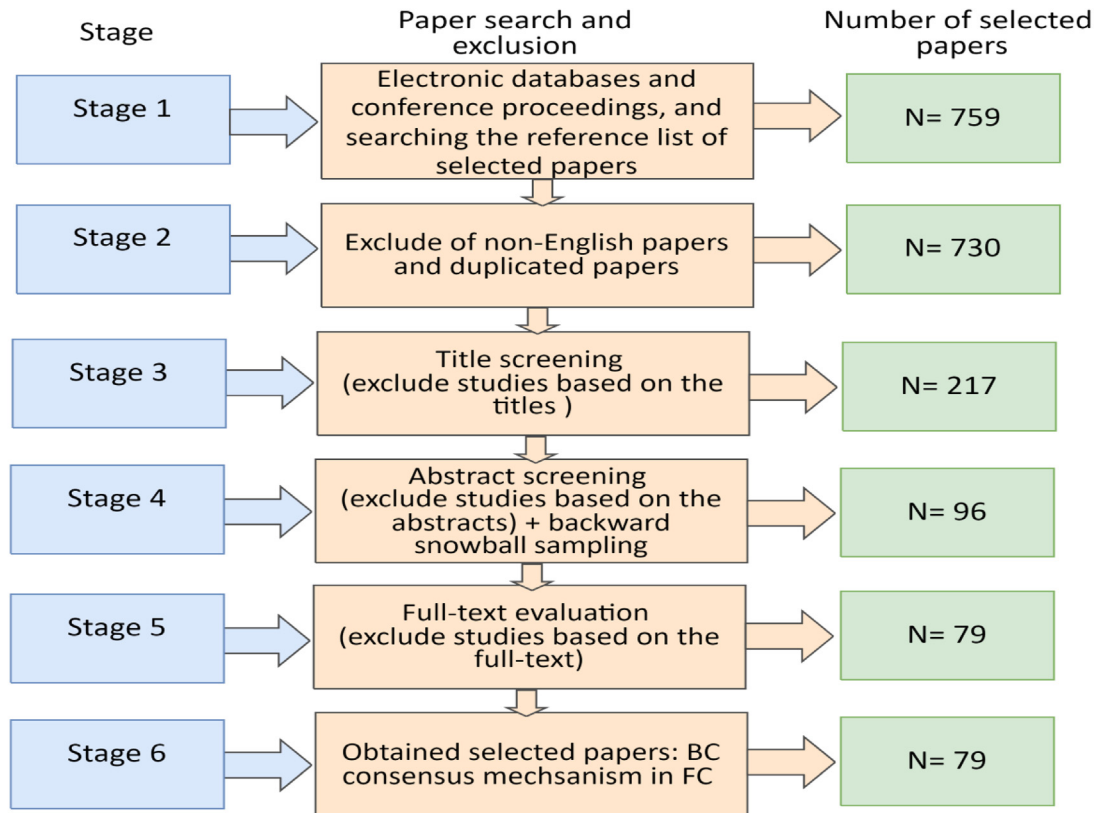 Stage
Paper search and
exclusion
Number of selected
papers
Stage 1
Electronic databases and
conference proceedings, and
searching the reference list of
selected papers
N= 759
Stage 2
Exclude of non-English papers
and duplicated papers
N= 730
Stage 3
Title screening
(exclude studies based on the
titles )
N= 217
Stage 4
Abstract screening
(exclude studies based on the
abstracts) + backward
snowball sampling
N= 96
Stage 5
Full-text evaluation
(exclude studies based on the
full-text)
N= 79
Stage 6
Obtained selected papers: BC
consensus mechsanism in FC
N= 79